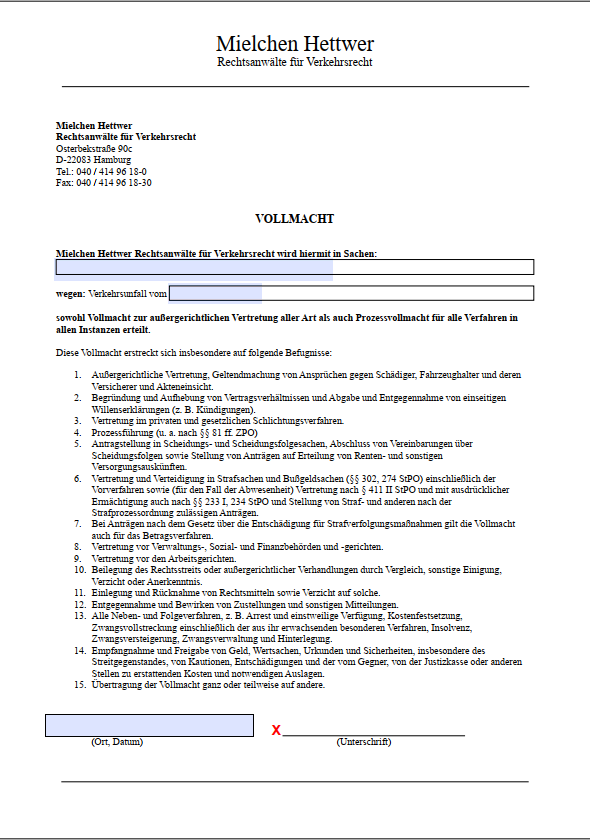 Mielchen Hettwer
Rechtsanwälte für Verkehrsrecht
Mielchen Hettwer
Rechtsanwälte für Verkehrsrecht
Osterbekstraße 90c
D-22083 Hamburg
Tel.: 040 / 414 96 18-0
Fax: 040 / 414 96 18-30
VOLLMACHT
Mielchen Hettwer Rechtsanwälte für Verkehrsrecht wird hiermit in Sachen:
wegen: Verkehrsunfall vom
sowohl Vollmacht zur außergerichtlichen Vertretung aller Art als auch Prozessvollmacht für alle Verfahren in
allen Instanzen erteilt.
Diese Vollmacht erstreckt sich insbesondere auf folgende Befugnisse:
1. Außergerichtliche Vertretung, Geltendmachung von Ansprüchen gegen Schädiger, Fahrzeughalter und deren
Versicherer und Akteneinsicht.
2. Begründung und Aufhebung von Vertragsverhältnissen und Abgabe und Entgegennahme von einseitigen
Willenserklärungen (z. B. Kündigungen).
3. Vertretung im privaten und gesetzlichen Schlichtungsverfahren.
4. Prozessführung (u. a. nach §§ 81 ff. ZPO)
5. Antragstellung in Scheidungs- und Scheidungsfolgesachen, Abschluss von Vereinbarungen über
Scheidungsfolgen sowie Stellung von Anträgen auf Erteilung von Renten- und sonstigen
Versorgungsauskünften.
6. Vertretung und Verteidigung in Strafsachen und Bußgeldsachen (§§ 302, 274 StPO) einschließlich der
Vorverfahren sowie (für den Fall der Abwesenheit) Vertretung nach § 411 II StPO und mit ausdrücklicher
Ermächtigung auch nach §§ 233 I, 234 StPO und Stellung von Straf- und anderen nach der
Strafprozessordnung zulässigen Anträgen.
7. Bei Anträgen nach dem Gesetz über die Entschädigung für Strafverfolgungsmaßnahmen gilt die Vollmacht
auch für das Betragsverfahren.
8. Vertretung vor Verwaltungs-, Sozial- und Finanzbehörden und -gerichten.
9. Vertretung vor den Arbeitsgerichten.
10. Beilegung des Rechtsstreits oder außergerichtlicher Verhandlungen durch Vergleich, sonstige Einigung,
Verzicht oder Anerkenntnis.
11. Einlegung und Rücknahme von Rechtsmitteln sowie Verzicht auf solche.
12. Entgegennahme und Bewirken von Zustellungen und sonstigen Mitteilungen.
13. Alle Neben- und Folgeverfahren, z. B. Arrest und einstweilige Verfügung, Kostenfestsetzung,
Zwangsvollstreckung einschließlich der aus ihr erwachsenden besonderen Verfahren, Insolvenz,
Zwangsversteigerung, Zwangsverwaltung und Hinterlegung.
14. Empfangnahme und Freigabe von Geld, Wertsachen, Urkunden und Sicherheiten, insbesondere des
Streitgegenstandes, von Kautionen, Entschädigungen und der vom Gegner, von der Justizkasse oder anderen
Stellen zu erstattenden Kosten und notwendigen Auslagen.
15. Übertragung der Vollmacht ganz oder teilweise auf andere.
X
(Ort, Datum) (Unterschrift)